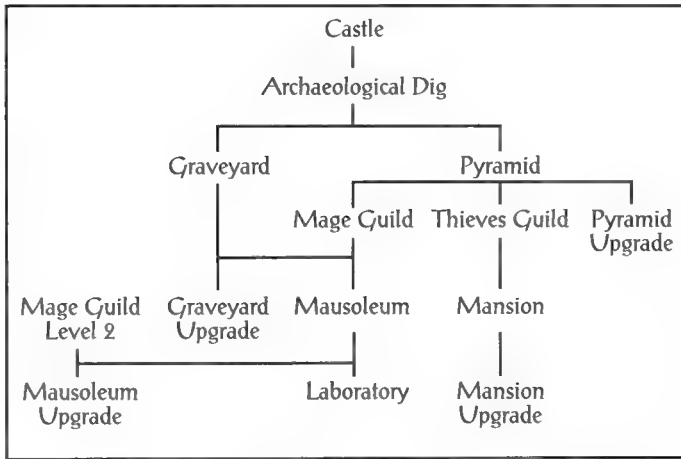 Castle
Archaeological Dig
Graveyard
Pyramid
Mage Guild
Thieves Guild
Pyramid
Upgrade
Mage Guild
Level 2
Graveyard
Upgrade
Mausoleum
Mansion
Mausoleum
Upgrade
Laboratory
Mansion
Upgrade